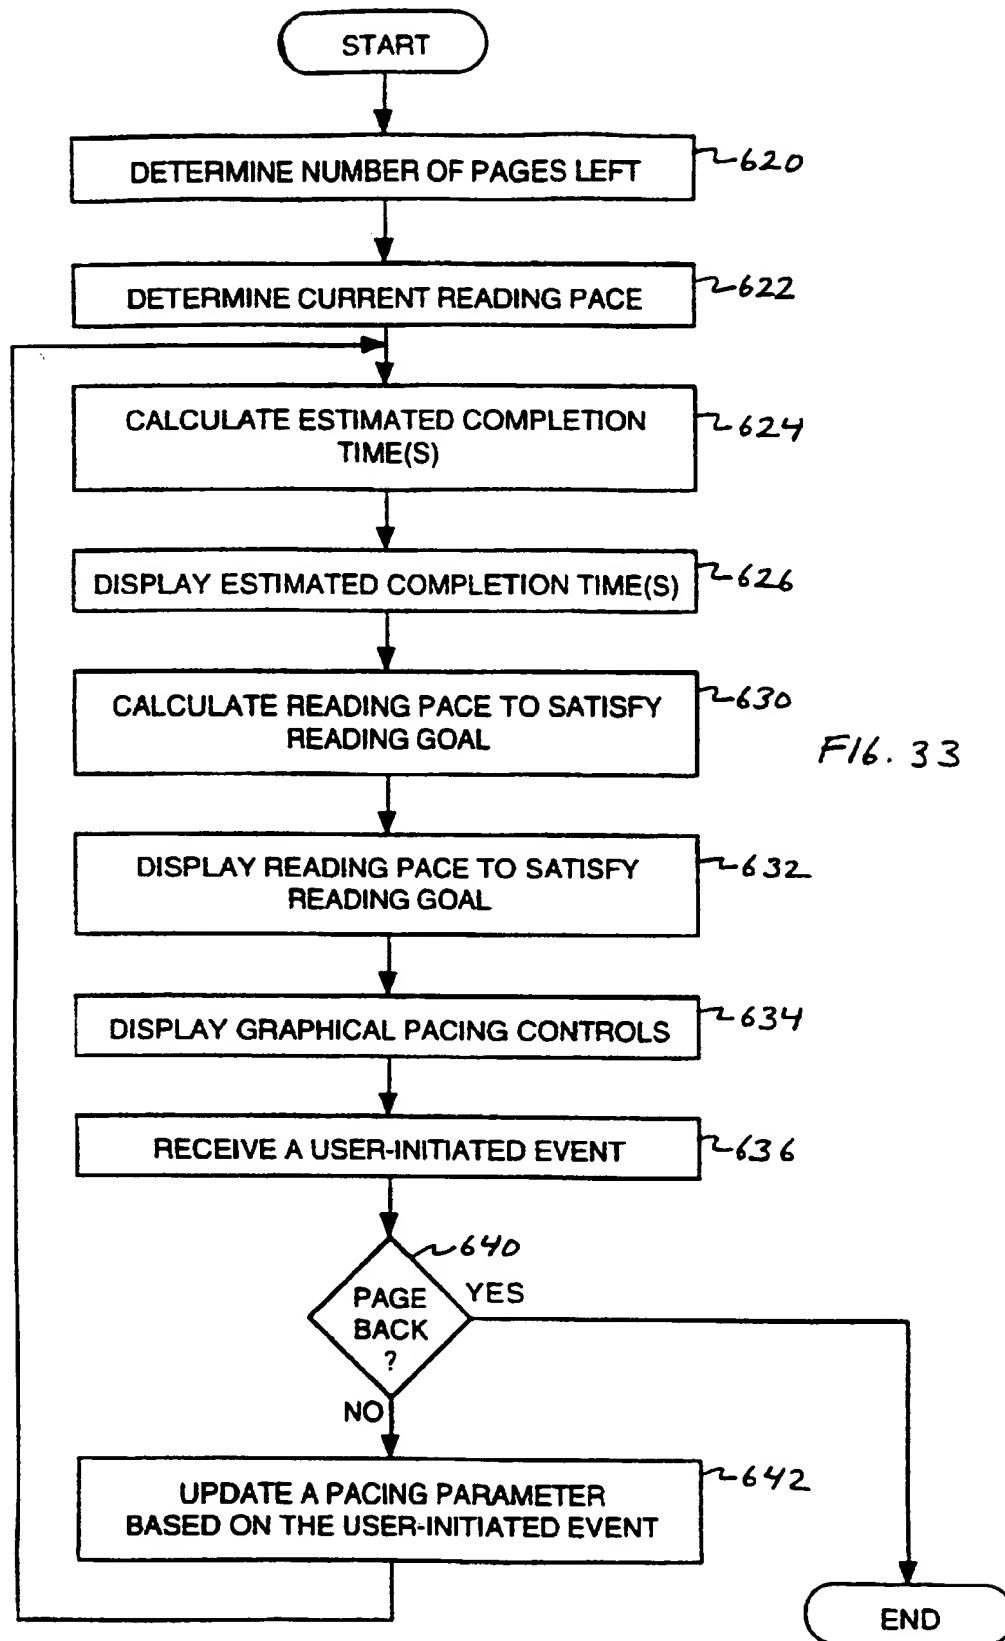 START
DETERMINE NUMBER OF PAGES LEFT
620
DETERMINE CURRENT READING PACE
622
CALCULATE ESTIMATED COMPLETION
TIME(S)
624
DISPLAY ESTIMATED COMPLETION TIME(S)
626
CALCULATE READING PACE TO SATISFY
READING GOAL
630
FIG. 33
DISPLAY READING PACE TO SATISFY
READING GOAL
632
DISPLAY GRAPHICAL PACING CONTROLS
634
RECEIVE A USER-INITIATED EVENT
636
640
PAGE
BACK
?
YES
NO
UPDATE A PACING PARAMETER
BASED ON THE USER-INITIATED EVENT
642
END